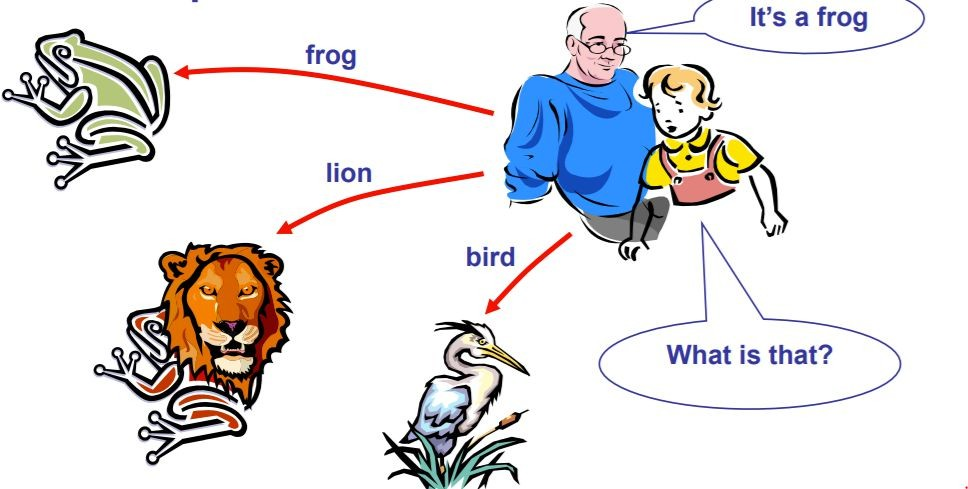 It's a frog
frog
lion
bird
What is that?